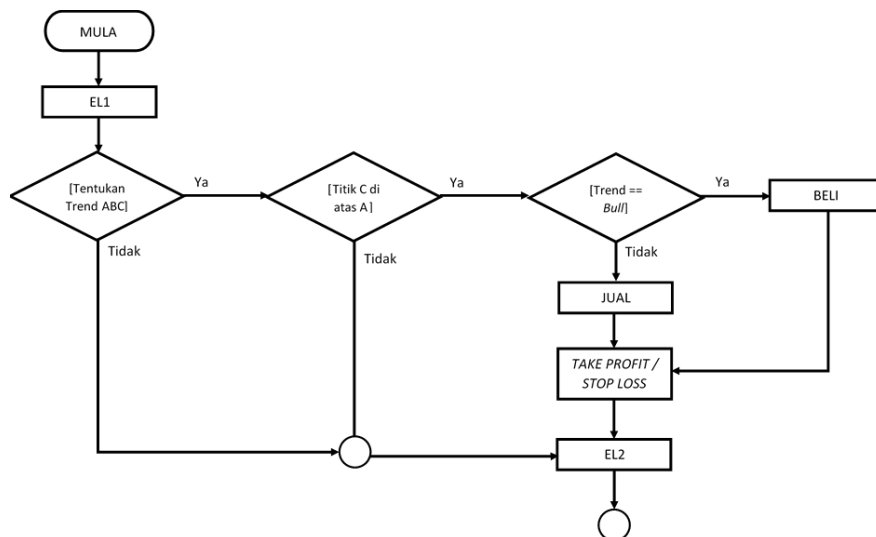 MULA
EL1
[Tentukan
Trend ABC]
Ya
Tidak
[Titik C di
atas A]
Ya
Tidak
[Trend ==
Bull]
Ya
Tidak
BELI
JUAL
TAKE PROFIT /
STOP LOSS
EL2